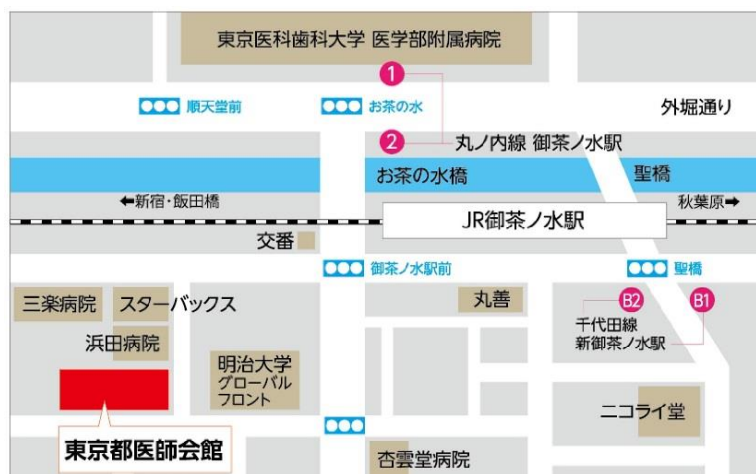 東京医科歯科大学 医学部附属病院
1
順天堂前
お茶の水
外堀通り
2
丸ノ内線 御茶ノ水駅
お茶の水橋
聖橋
←新宿・飯田橋
秋葉原→
JR御茶ノ水駅
交番
御茶ノ水駅前
聖橋
三楽病院
スターバックス
丸善
B2
B1
千代田線
新御茶ノ水駅
浜田病院
明治大学
グローバル
フロント
ニコライ堂
東京都医師会館
杏雲堂病院